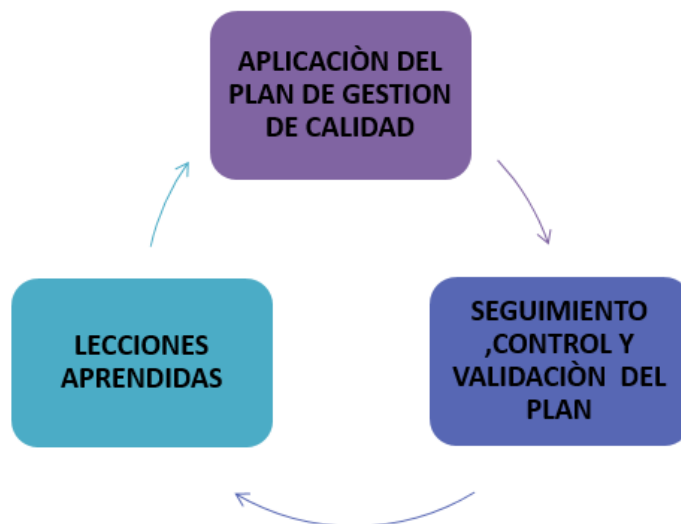 APLICACIÒN DEL
PLAN DE GESTION
DE CALIDAD
SEGUIMIENTO
,CONTROL Y
VALIDACIÒN DEL
PLAN
LECCIONES
APRENDIDAS